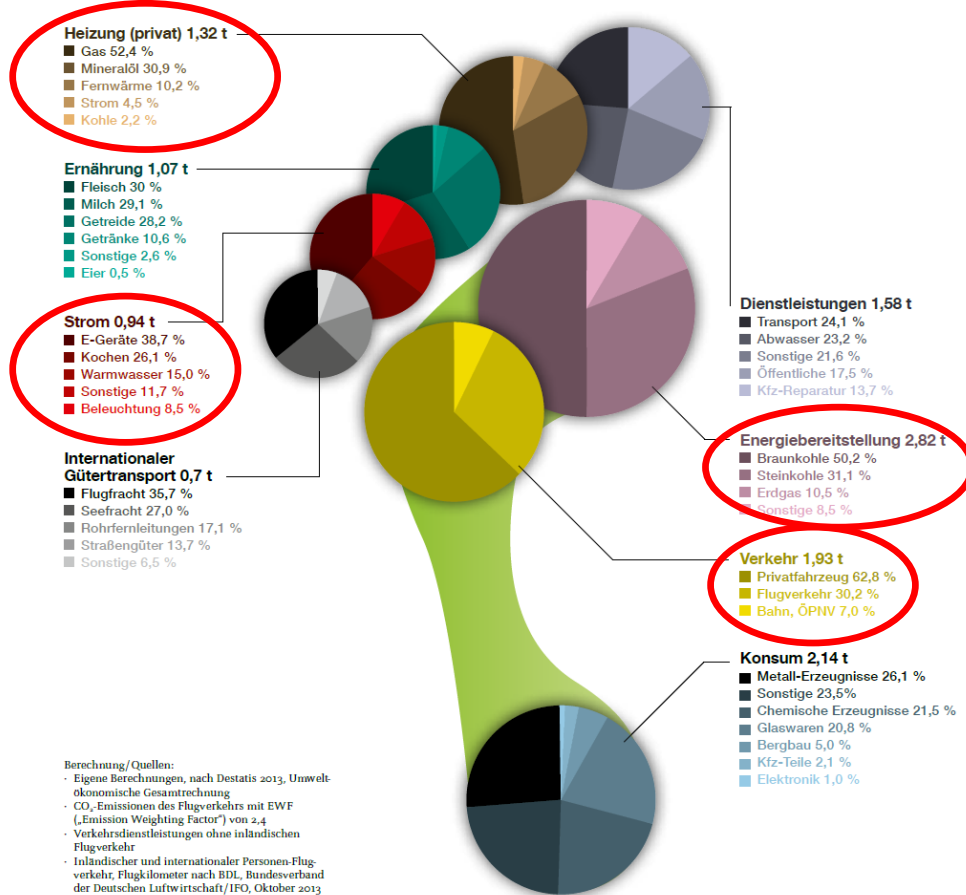 Heizung (privat) 1,32 t
Gas 52,4 %
Mineralöl 30,9 %
Fernwärme 10,2 %
Strom 4,5 %
Kohle 2,2 %
Ernährung 1,07 t
Fleisch 30 %
Milch 29,1 %
Getreide 28,2 %
Getränke 10,6 %
Sonstige 2,6 %
Eier 0,5 %
Strom 0,94 t
E-Geräte 38,7 %
Kochen 26,1 %
Warmwasser 15,0 %
Sonstige 11,7 %
Beleuchtung 8,5 %
Internationaler
Gütertransport 0,7 t
Flugfracht 35,7 %
Seefracht 27,0 %
Rohrfernleitungen 17,1 %
Straßengüter 13,7 %
Sonstige 6,5 %
Dienstleistungen 1,58 t
Transport 24,1 %
Abwasser 23,2 %
Sonstige 21,6 %
Öffentliche 17,5 %
Kfz-Reparatur 13,7 %
Energiebereitstellung 2,82 t
Braunkohle 50,2 %
Steinkohle 31,1 %
Erdgas 10,5 %
Sonstige 8,5 %
Verkehr 1,93 t
Privatfahrzeug 62,8 %
Flugverkehr 30,2 %
Bahn, ÖPNV 7,0 %
Konsum 2,14 t
Metall-Erzeugnisse 26,1 %
Sonstige 23,5%
Chemische Erzeugnisse 21,5 %
Glaswaren 20,8 %
Bergbau 5,0 %
Kfz-Teile 2,1 %
Elektronik 1,0 %
Berechnung/Quellen:
· Eigene Berechnungen, nach Destatis 2013, Umwelt-
ökonomische Gesamtrechnung
· CO₂-Emissionen des Flugverkehrs mit EWF
(„Emission Weighting Factor") von 2,4
· Verkehrsdienstleistungen ohne inländischen
Flugverkehr
· Inländischer und internationaler Personen-Flug-
verkehr, Flugkilometer nach BDL, Bundesverband
der Deutschen Luftwirtschaft/IFO, Oktober 2013